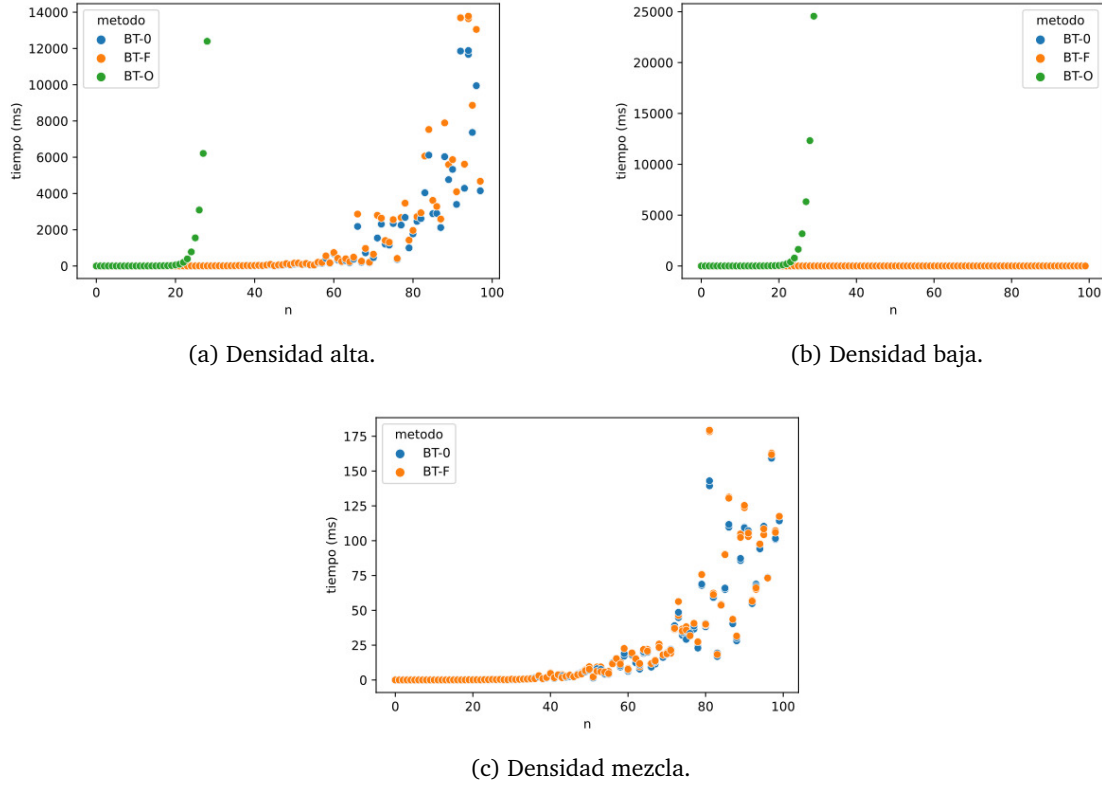 metodo
BT-0
BT-F
BT-O
14000
12000
10000
8000
6000
4000
2000
0
tiempo (ms)
0
20
40
60
80
100
n
(a) Densidad alta.
metodo
BT-0
BT-F
BT-O
25000
20000
15000
10000
5000
0
tiempo (ms)
0
20
40
60
80
100
n
(b) Densidad baja.
metodo
BT-0
BT-F
175
150
125
100
75
50
25
0
tiempo (ms)
0
20
40
60
80
100
n
(c) Densidad mezcla.